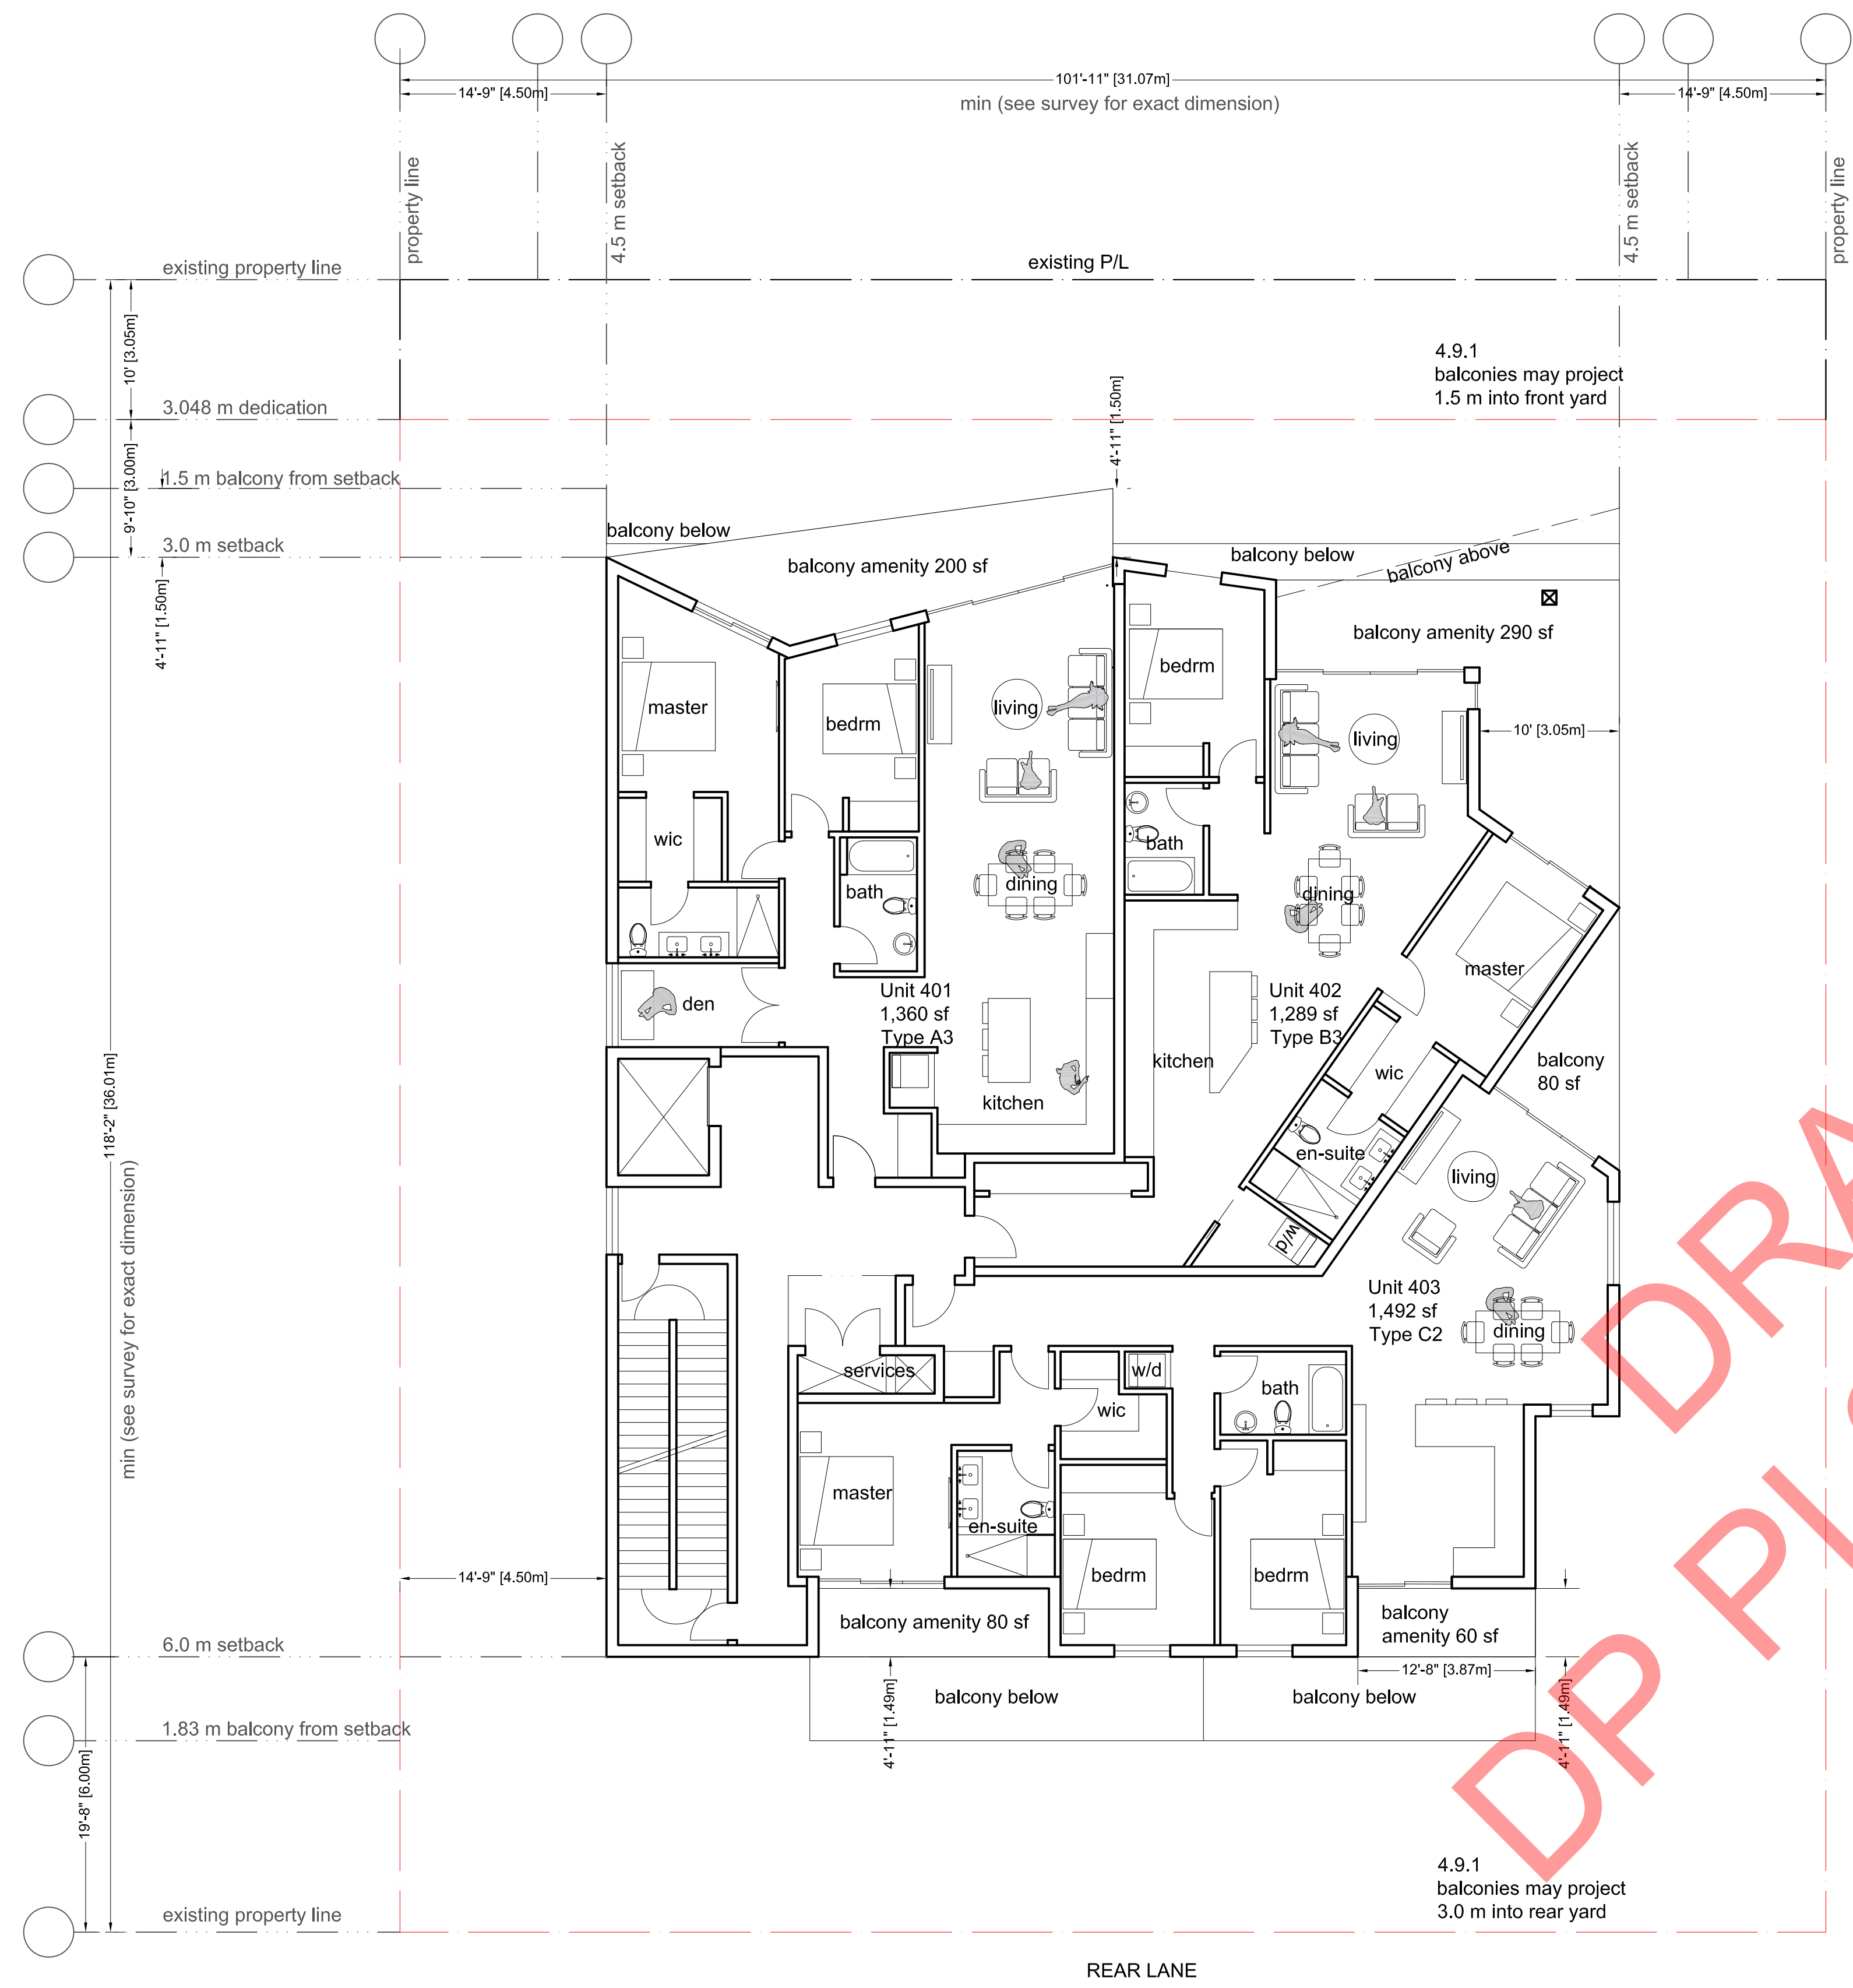 101'-11" [31.07m]
14'-9" [4.50m]
14'-9" [4.50m]
min (see survey for exact dimension)
property line
4.5 m setback
4.5 m setback
property line
existing property line
existing P/L
10' [3.05m]
4.9.1
balconies may project
1.5 m into front yard
3.048 m dedication
9'-10" [3.00m]
4'-11" [1.50m]
1.5 m balcony from setback
balcony below
3.0 m setback
balcony amenity 200 sf
balcony below
balcony above
4'-11" [1.50m]
balcony amenity 290 sf
master
bedrm
living
bedrm
living
10' [3.05m]
wic
bath
dining
bath
dining
master
den
Unit 401
1,360 sf
Type A3
Unit 402
1,289 sf
Type B3
kitchen
kitchen
wic
balcony
80 sf
118'-2" [36.01m]
min (see survey for exact dimension)
en-suite
living
w/d
Unit 403
1,492 sf
Type C2
dining
services
w/d
bath
wic
master
en-suite
bedrm
bedrm
14'-9" [4.50m]
balcony amenity 80 sf
balcony
amenity 60 sf
6.0 m setback
12'-8" [3.87m]
balcony below
balcony below
4'-11" [1.49m]
4'-11" [1.49m]
1.83 m balcony from setback
19'-8" [6.00m]
4.9.1
balconies may project
3.0 m into rear yard
existing property line
REAR LANE
DP